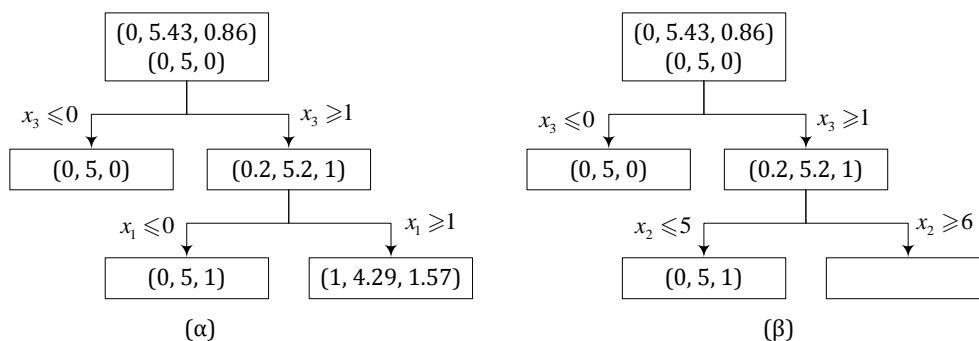 (0, 5.43, 0.86)
(0, 5, 0)
x₃ ⩽0
x₃ ⩾1
(0, 5, 0)
(0.2, 5.2, 1)
x₁ ⩽0
x₁ ⩾1
(0, 5, 1)
(1, 4.29, 1.57)
(α)
(0, 5.43, 0.86)
(0, 5, 0)
x₃ ⩽0
x₃ ⩾1
(0, 5, 0)
(0.2, 5.2, 1)
x₂ ⩽5
x₂ ⩾6
(0, 5, 1)
(β)